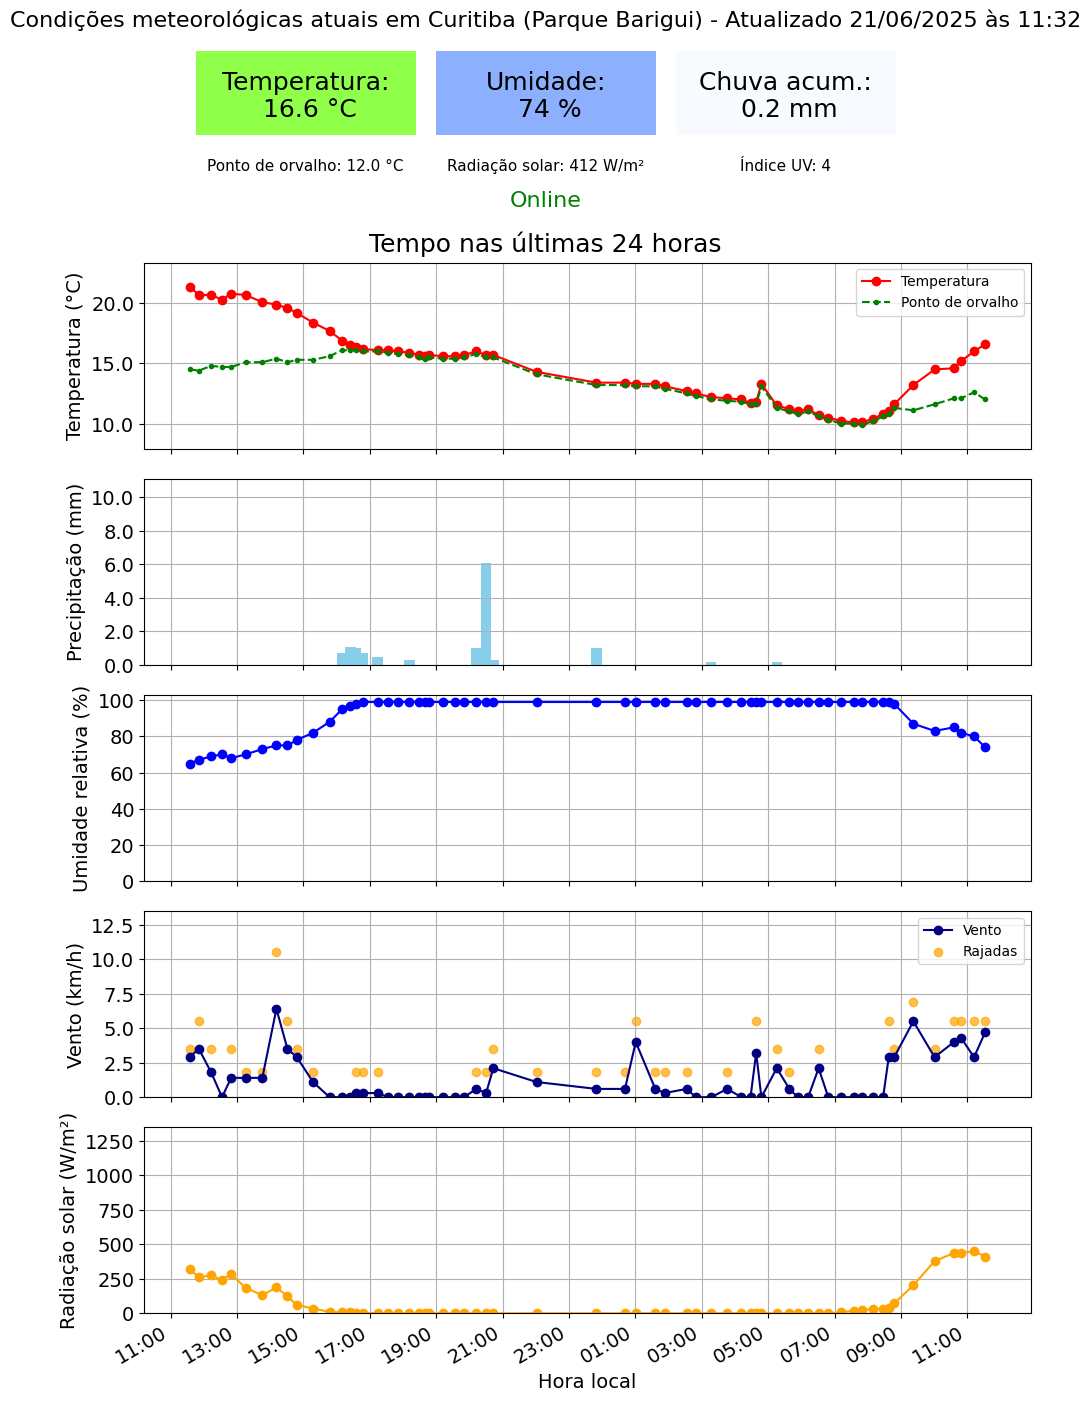 Condições meteorológicas atuais em Curitiba (Parque Barigui) - Atualizado 21/06/2025 às 11:32
Temperatura:
16.6 °C
Umidade:
74 %
Chuva acum.:
0.2 mm
Ponto de orvalho: 12.0 °C
Radiação solar: 412 W/m²
Índice UV: 4
Online
Tempo nas últimas 24 horas
Temperatura (°C)
20.0
15.0
10.0
Temperatura
Ponto de orvalho
Precipitação (mm)
10.0
8.0
6.0
4.0
2.0
0.0
Umidade relativa (%)
100
80
60
40
20
0
Vento (km/h)
12.5
10.0
7.5
5.0
2.5
0.0
Vento
Rajadas
Radiação solar (W/m²)
1250
1000
750
500
250
0
11:00
13:00
15:00
17:00
19:00
21:00
23:00
01:00
03:00
05:00
07:00
09:00
11:00
Hora local